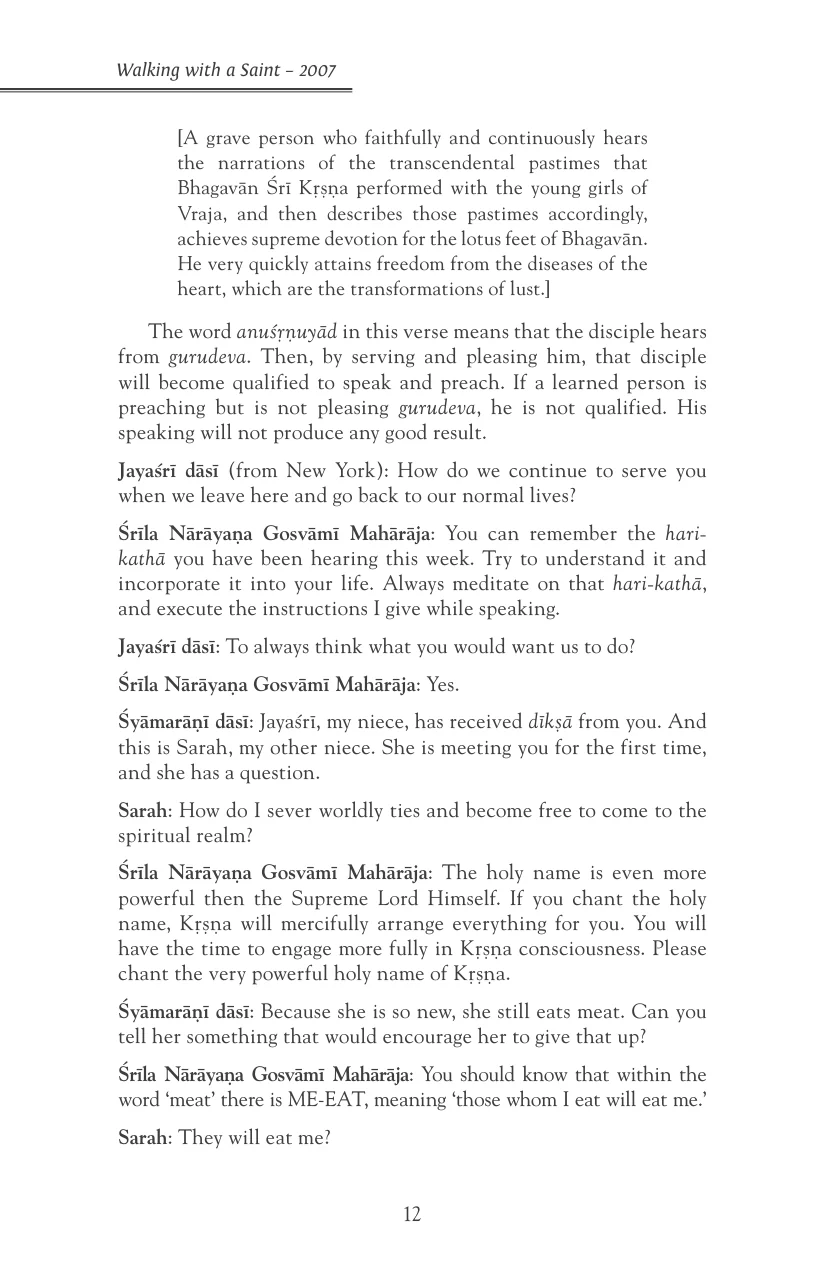 Walking with a Saint – 2007
[A grave person who faithfully and continuously hears
the narrations of the transcendental pastimes that
Bhagavān Śrī Kṛṣṇa performed with the young girls of
Vraja, and then describes those pastimes accordingly,
achieves supreme devotion for the lotus feet of Bhagavān.
He very quickly attains freedom from the diseases of the
heart, which are the transformations of lust.]
The word anuśṛṇuyād in this verse means that the disciple hears
from gurudeva. Then, by serving and pleasing him, that disciple
will become qualified to speak and preach. If a learned person is
preaching but is not pleasing gurudeva, he is not qualified. His
speaking will not produce any good result.
Jayaśrī dāsī (from New York): How do we continue to serve you
when we leave here and go back to our normal lives?
Śrīla Nārāyaṇa Gosvāmī Mahārāja: You can remember the hari-
kathā you have been hearing this week. Try to understand it and
incorporate it into your life. Always meditate on that hari-kathā,
and execute the instructions I give while speaking.
Jayaśrī dāsī: To always think what you would want us to do?
Śrīla Nārāyaṇa Gosvāmī Mahārāja: Yes.
Śyāmarāṇī dāsī: Jayaśrī, my niece, has received dīkṣā from you. And
this is Sarah, my other niece. She is meeting you for the first time,
and she has a question.
Sarah: How do I sever worldly ties and become free to come to the
spiritual realm?
Śrīla Nārāyaṇa Gosvāmī Mahārāja: The holy name is even more
powerful then the Supreme Lord Himself. If you chant the holy
name, Kṛṣṇa will mercifully arrange everything for you. You will
have the time to engage more fully in Kṛṣṇa consciousness. Please
chant the very powerful holy name of Kṛṣṇa.
Śyāmarāṇī dāsī: Because she is so new, she still eats meat. Can you
tell her something that would encourage her to give that up?
Śrīla Nārāyaṇa Gosvāmī Mahārāja: You should know that within the
word ‘meat’ there is ME-EAT, meaning ‘those whom I eat will eat me.’
Sarah: They will eat me?
12